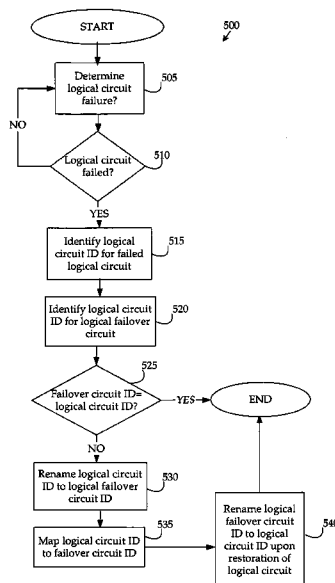 START
500
Determine
logical circuit
failure?
505
NO
Logical circuit
failed?
510
YES
Identify logical
circuit ID for failed
logical circuit
515
Identify logical circuit
ID for logical failover
circuit
520
525
Failover circuit ID=
logical circuit ID?
YES
END
NO
Rename logical circuit
ID to logical failover
circuit ID
530
Map logical circuit
ID to failover circuit ID
535
Rename logical
failover circuit
ID to logical
circuit ID upon
restoration of
logical circuit
540